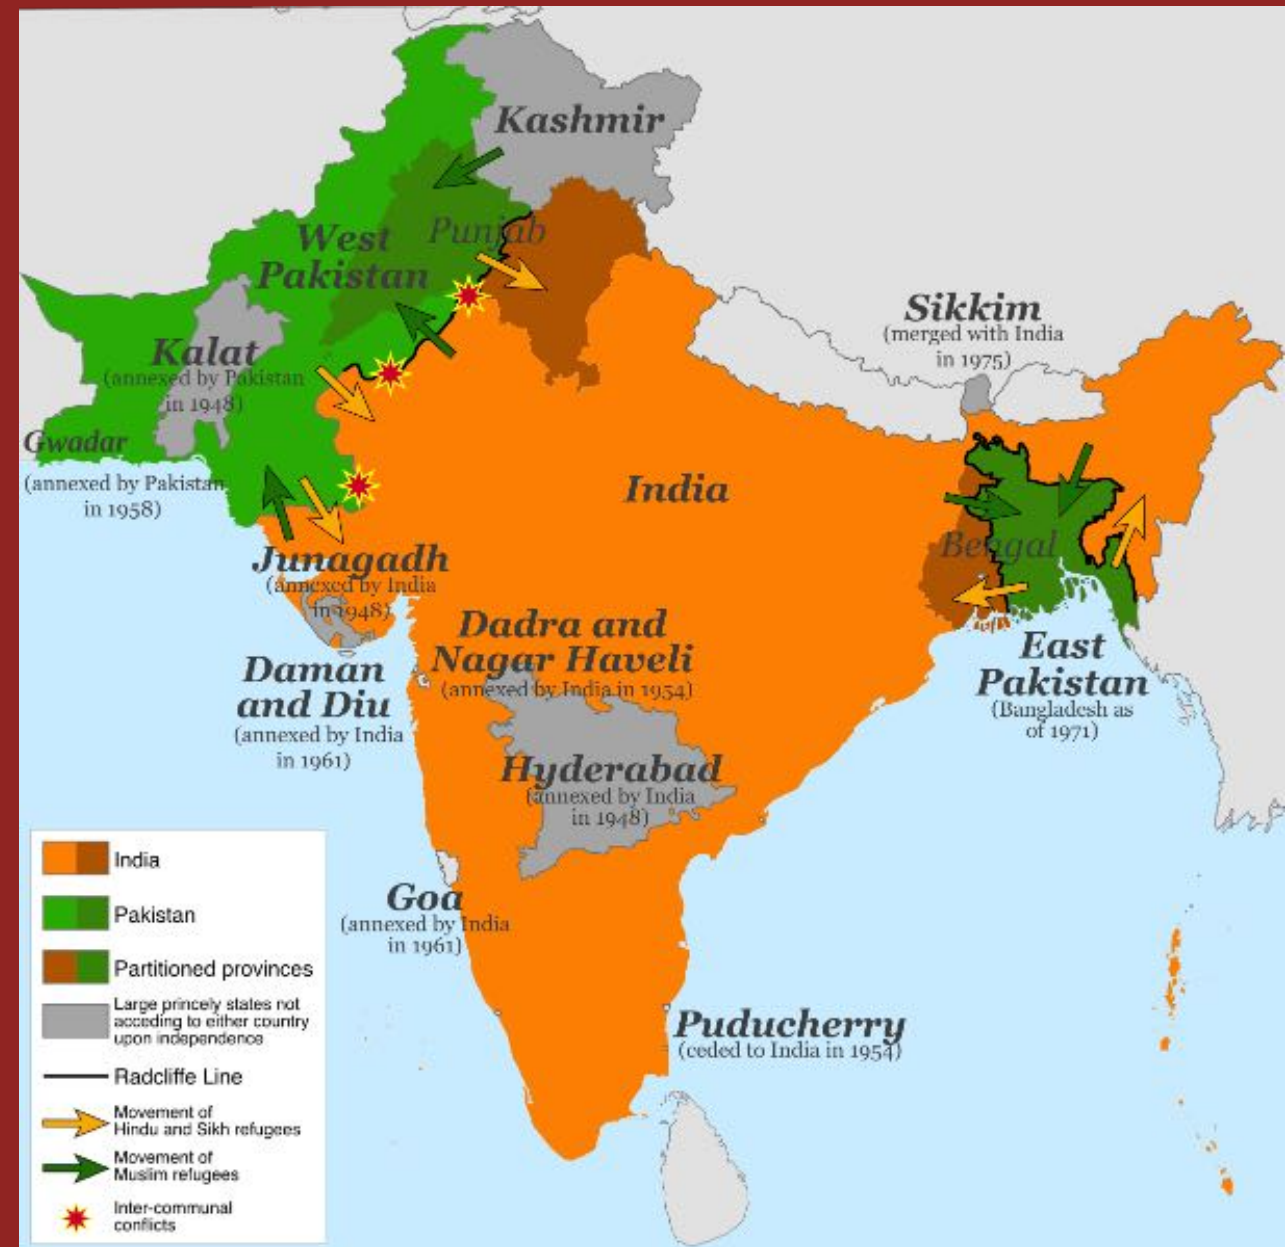 Kashmir
Punjab
West
Pakistan
Sikkim
(merged with India
in 1975)
Kalat
(annexed by Pakistan
in 1948)
Gwadar
(annexed by Pakistan
in 1958)
India
Bengal
Junagadh
(annexed by India
in 1948)
Dadra and
Nagar Haveli
(annexed by India in 1954)
East
Pakistan
(Bangladesh as
of 1971)
Daman
and Diu
(annexed by India
in 1961)
Hyderabad
(annexed by India
in 1948)
Goa
(annexed by India
in 1961)
Puducherry
(ceded to India in 1954)
India
Pakistan
Partitioned provinces
Large princely states not
acceding to either country
upon independence
Radcliffe Line
Movement of
Hindu and Sikh refugees
Movement of
Muslim refugees
Inter-communal
conflicts